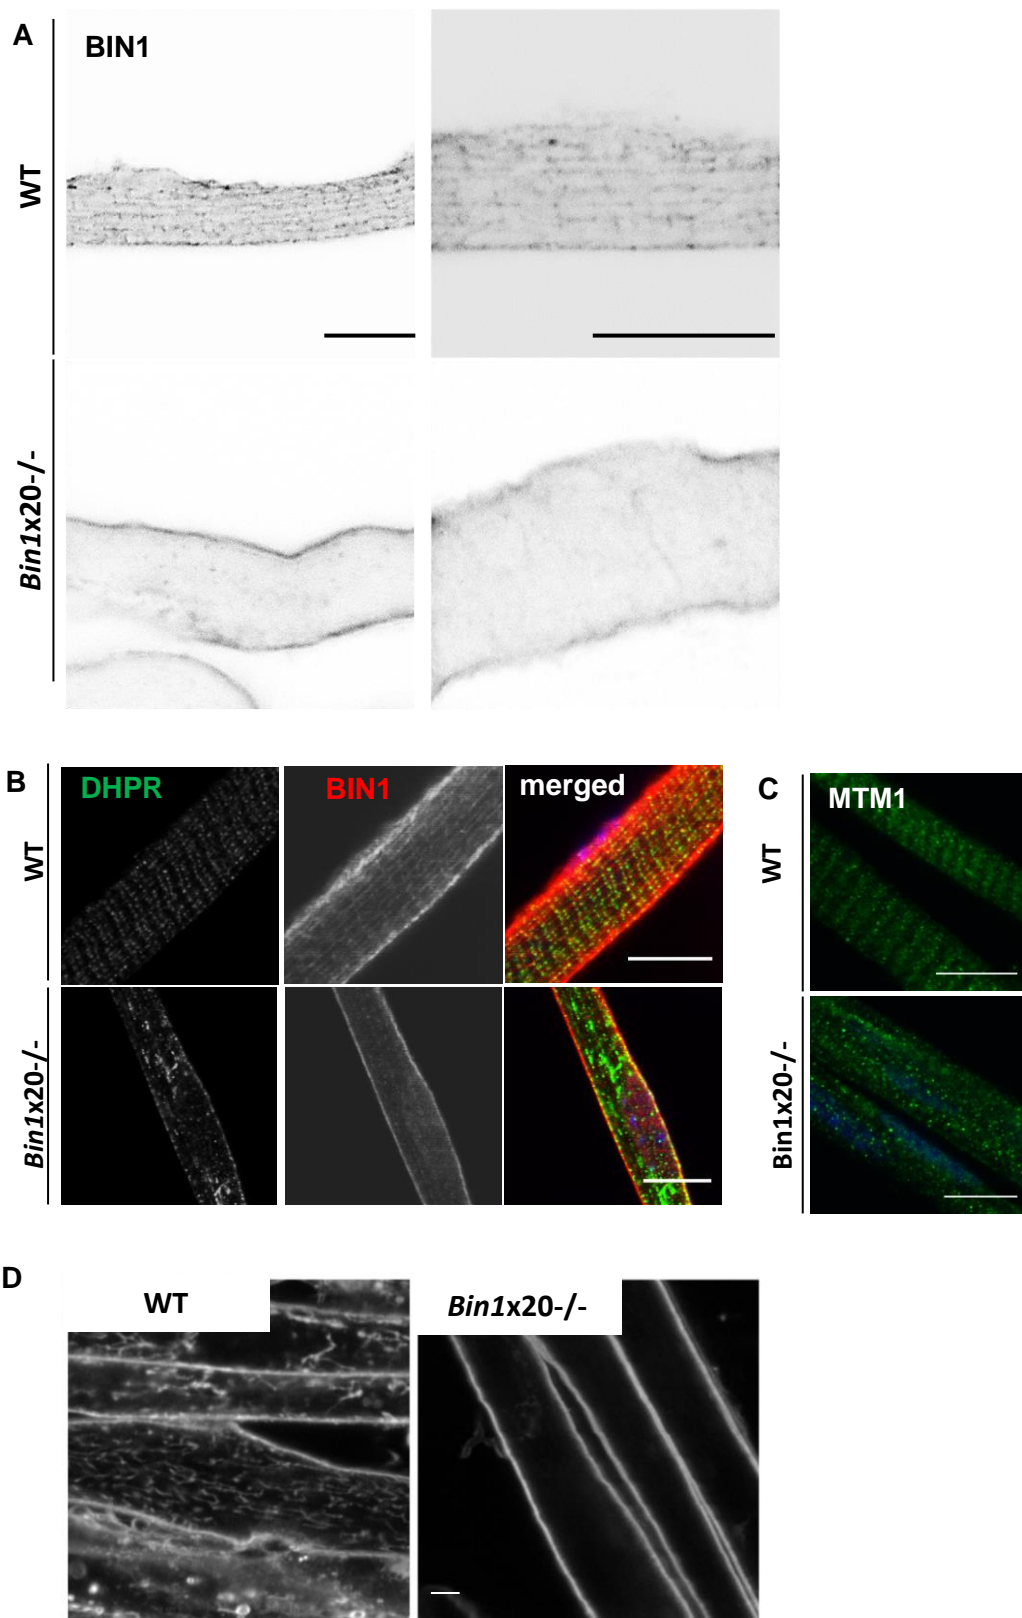 A
BIN1
WT
Bin1x20-/-
B
DHPR
BIN1
merged
WT
Bin1x20-/-
C
MTM1
WT
Bin1x20-/-
D
WT
Bin1x20-/-